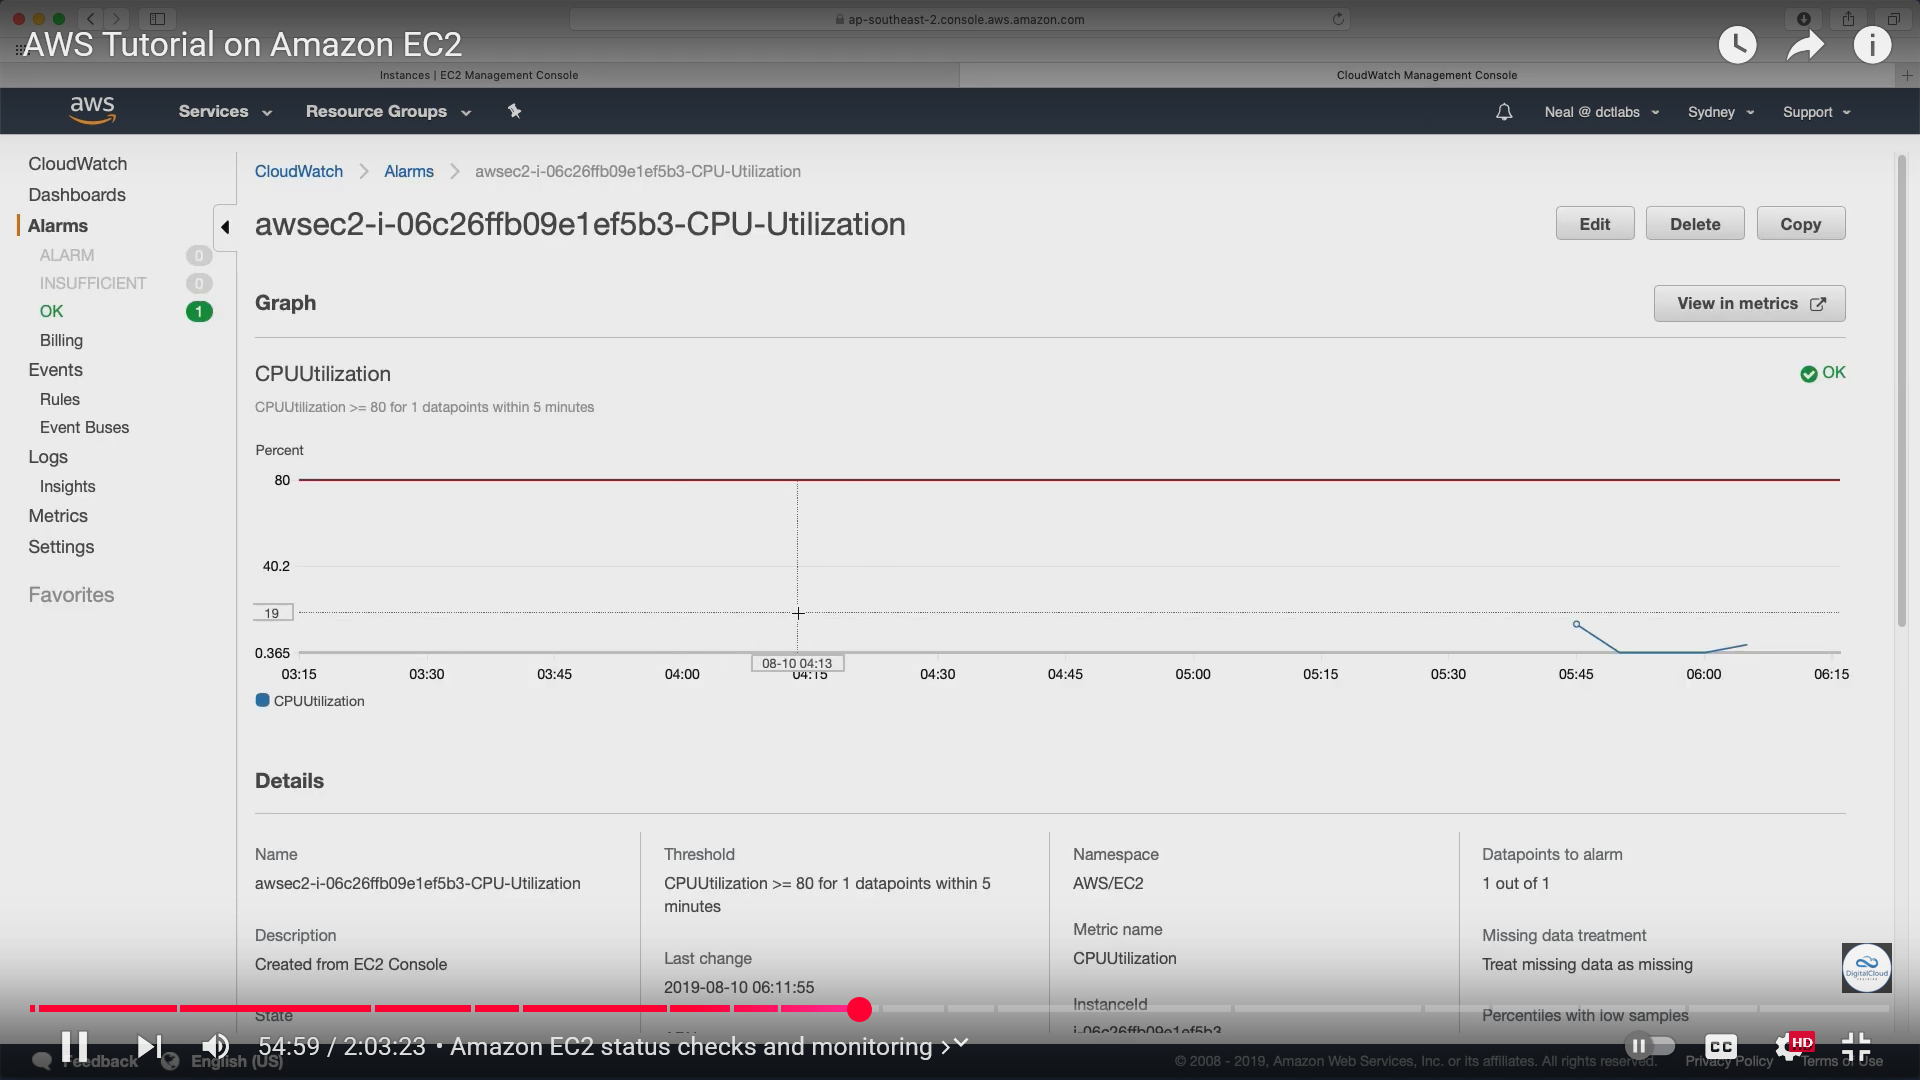 ap-southeast-2.console.aws.amazon.com
AWS Tutorial on Amazon EC2
Instances | EC2 Management Console
CloudWatch Management Console
aws
Services
Resource Groups
Neal @ dctlabs
Sydney
Support
CloudWatch
Dashboards
Alarms
ALARM 0
INSUFFICIENT 0
OK 1
Billing
Events
Rules
Event Buses
Logs
Insights
Metrics
Settings
Favorites
CloudWatch
Alarms
awsec2-i-06c26ffb09e1ef5b3-CPU-Utilization
awsec2-i-06c26ffb09e1ef5b3-CPU-Utilization
Edit
Delete
Copy
Graph
View in metrics
CPUUtilization
OK
CPUUtilization >= 80 for 1 datapoints within 5 minutes
Percent
80
40.2
19
0.365
08-10 04:13
03:15 03:30 03:45 04:00 04:15 04:30 04:45 05:00 05:15 05:30 05:45 06:00 06:15
CPUUtilization
Details
Name
awsec2-i-06c26ffb09e1ef5b3-CPU-Utilization
Description
Created from EC2 Console
State
Threshold
CPUUtilization >= 80 for 1 datapoints within 5
minutes
Last change
2019-08-10 06:11:55
Namespace
AWS/EC2
Metric name
CPUUtilization
InstanceId
i-06c26ffb09e1ef5b3
Datapoints to alarm
1 out of 1
Missing data treatment
Treat missing data as missing
Percentiles with low samples
DigitalCloud
54:59 / 2:03:23 • Amazon EC2 status checks and monitoring
CC
HD
Feedback
English (US)
© 2008 - 2019, Amazon Web Services, Inc. or its affiliates. All rights reserved.
Privacy Policy
Terms of Use